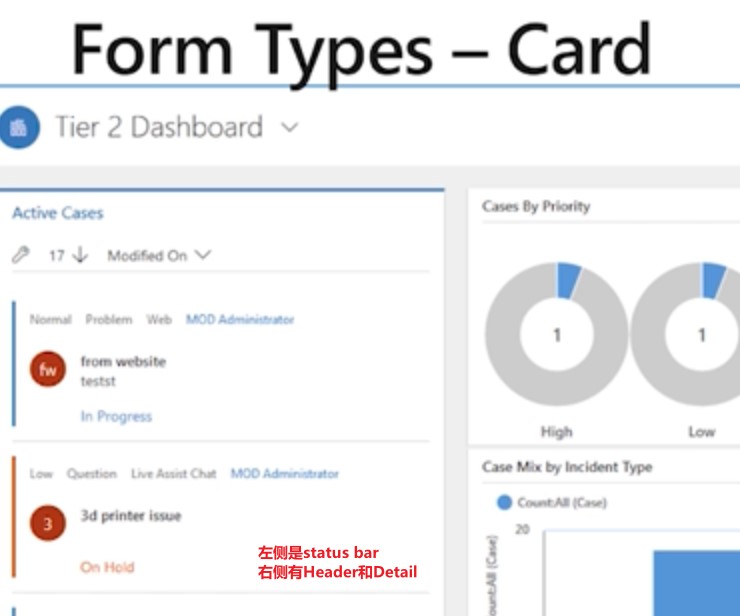 Form Types – Card
Tier 2 Dashboard
Active Cases
17 Modified On
Normal Problem Web MOD Administrator
fw
from website
testst
In Progress
Low Question Live Assist Chat MOD Administrator
3
3d printer issue
On Hold
左侧是status bar
右侧有Header和Detail
Cases By Priority
1
1
High
Low
Case Mix by Incident Type
Count:All (Case)
20
ount:All (Case)